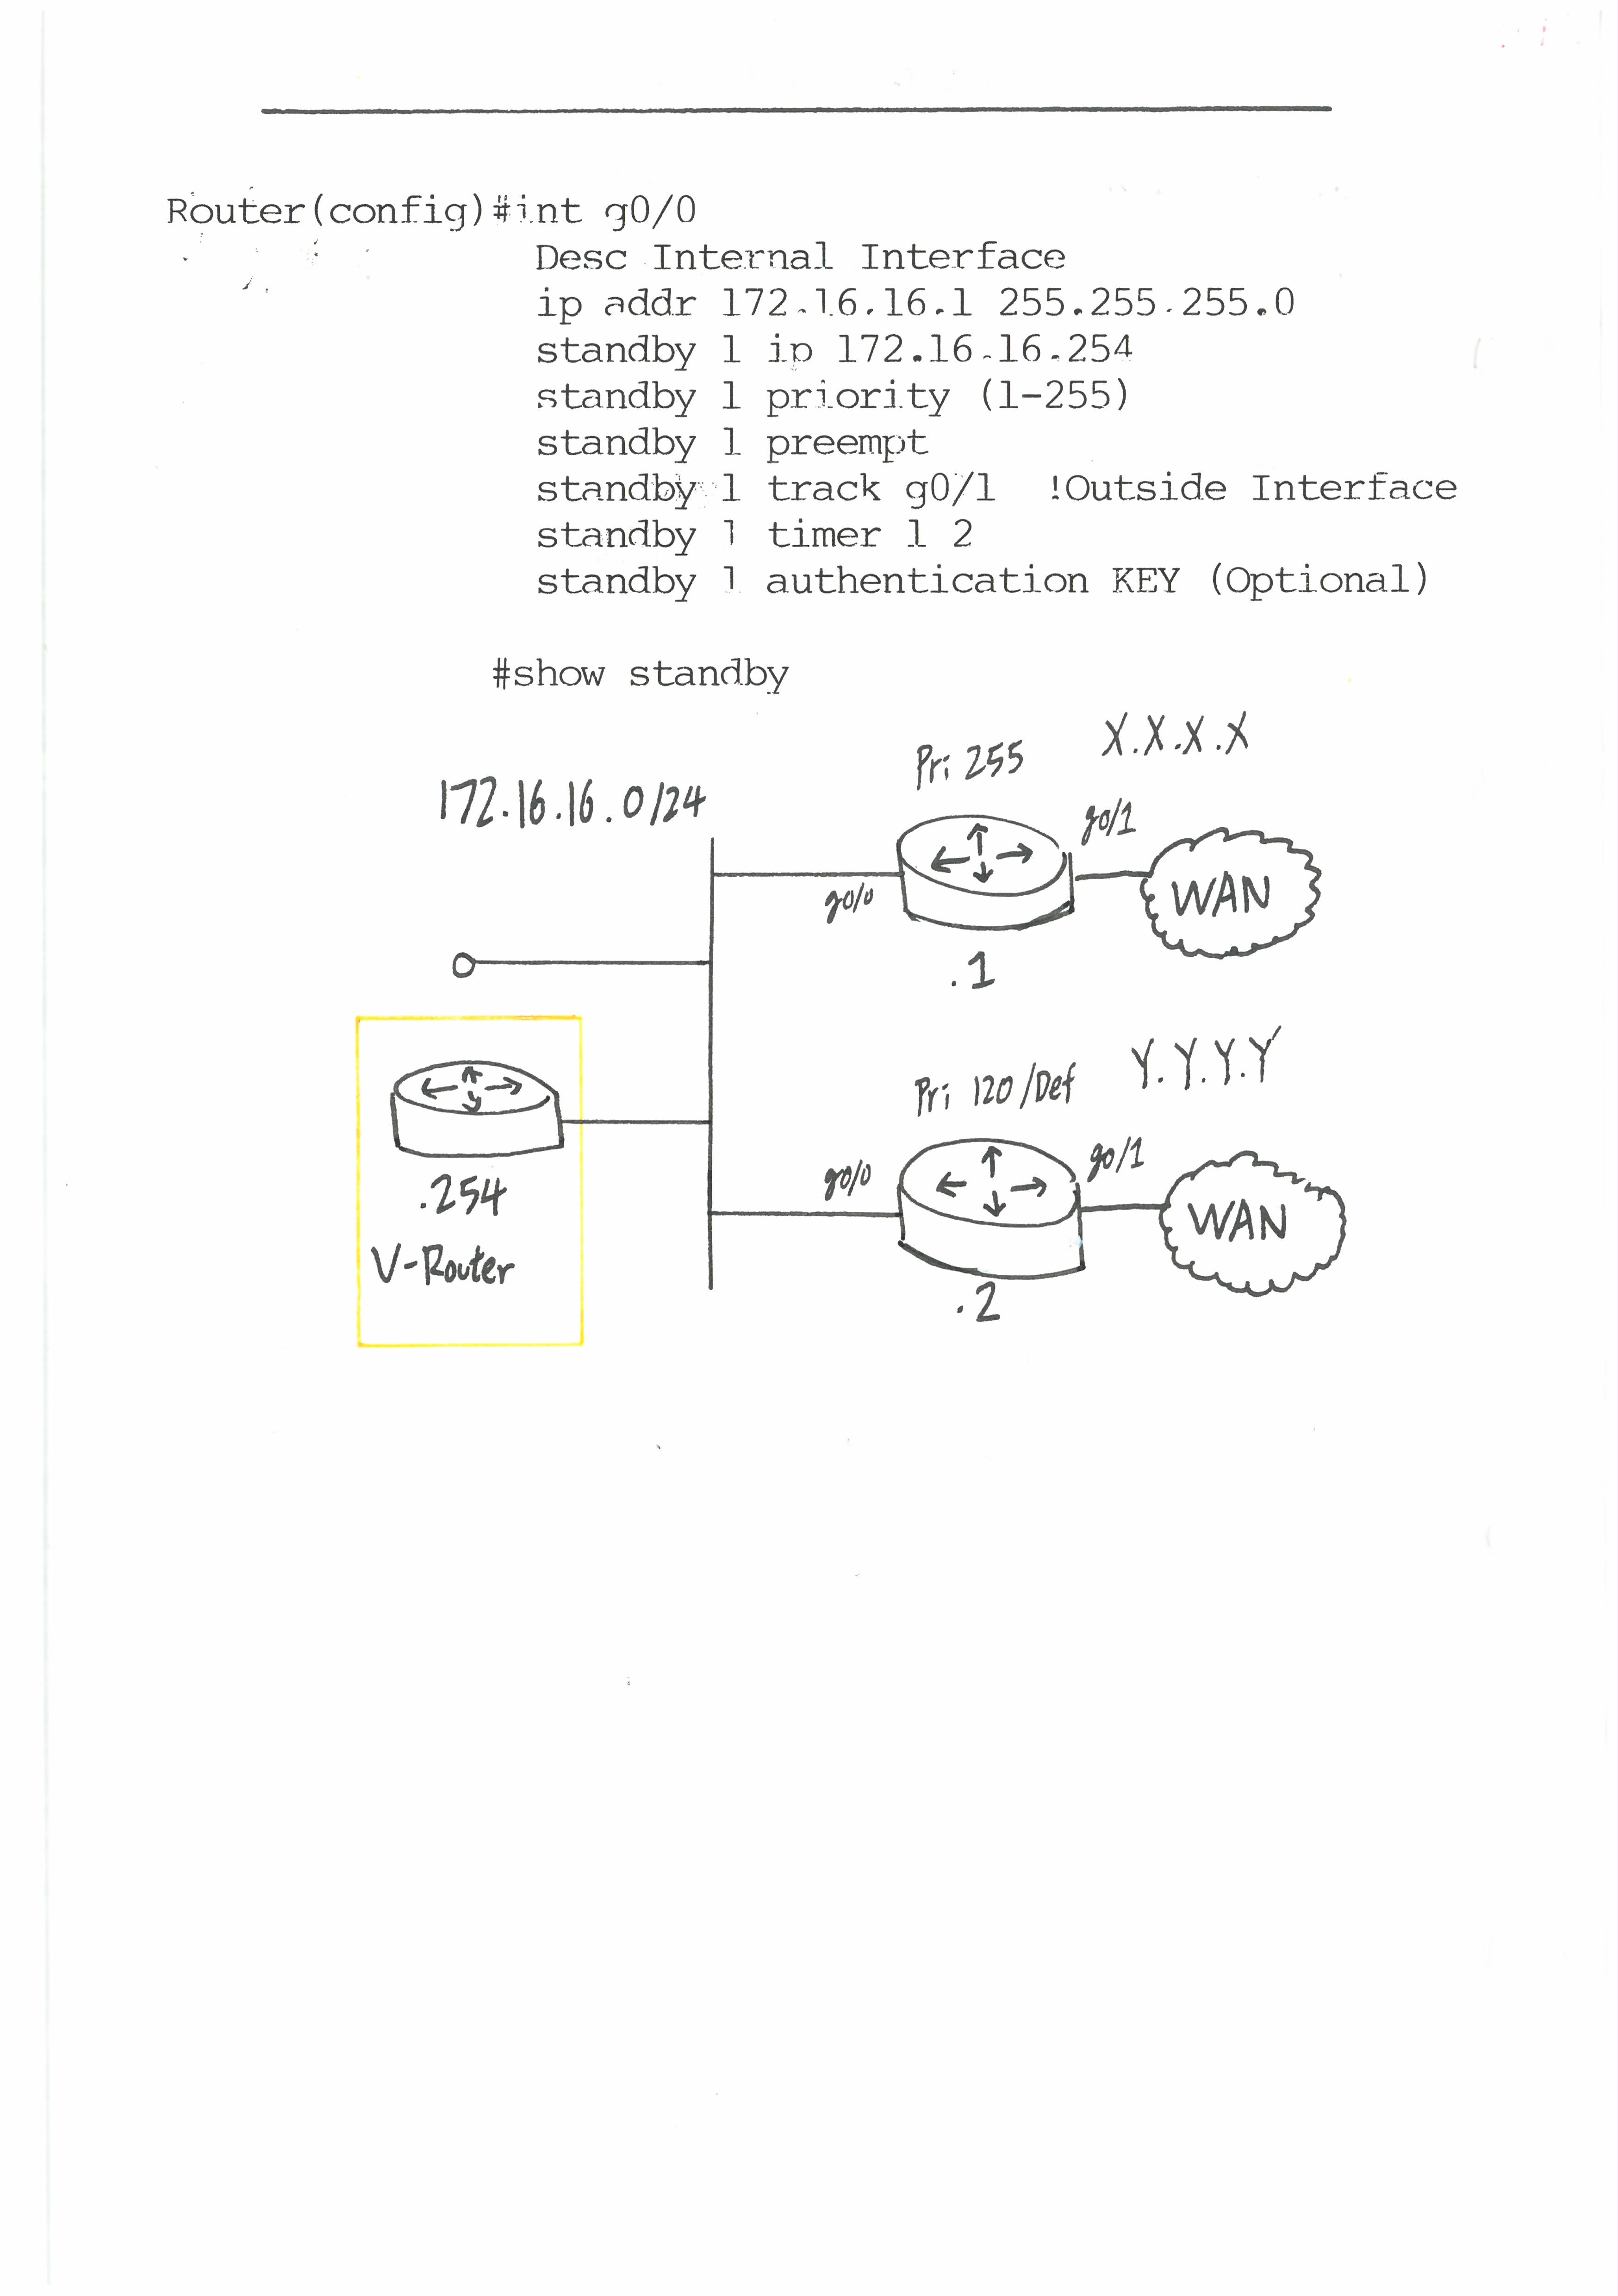 Router(config)#int g0/0
Desc Internal Interface
ip addr 172.16.16.1 255.255.255.0
standby 1 ip 172.16.16.254
standby 1 priority (1-255)
standby 1 preempt
standby 1 track g0/1 !Outside Interface
standby 1 timer 1 2
standby 1 authentication KEY (Optional)
#show standby
Pri 255 X.X.X.X
172.16.16.0/24
g0/1
g0/0
WAN
.1
Pri 120/Def Y.Y.Y.Y
g0/0
g0/1
.254
WAN
V-Router
.2